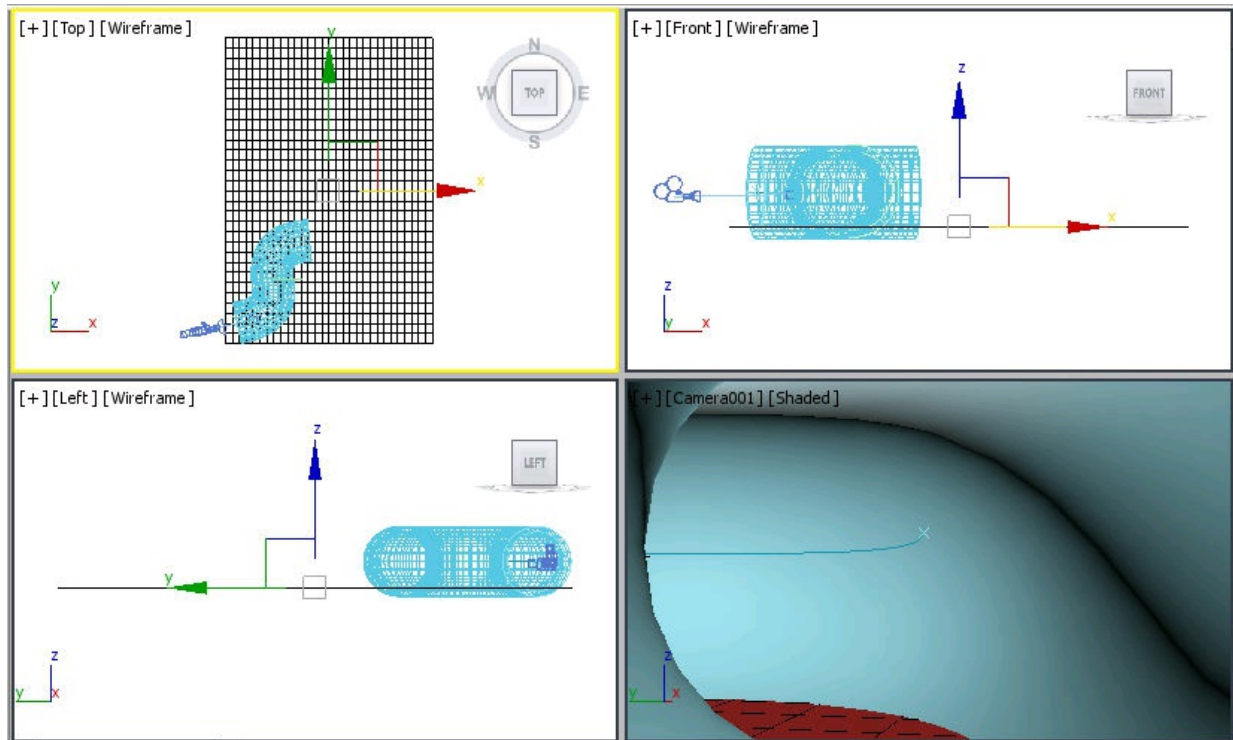 [+][Top][Wireframe]
y
N
W TOP E
S
x
y
z x
[+][Front][Wireframe]
z
FRONT
x
z
y x
[+][Left][Wireframe]
z
LEFT
y
z
y x
[+][Camera001][Shaded]
z
y x